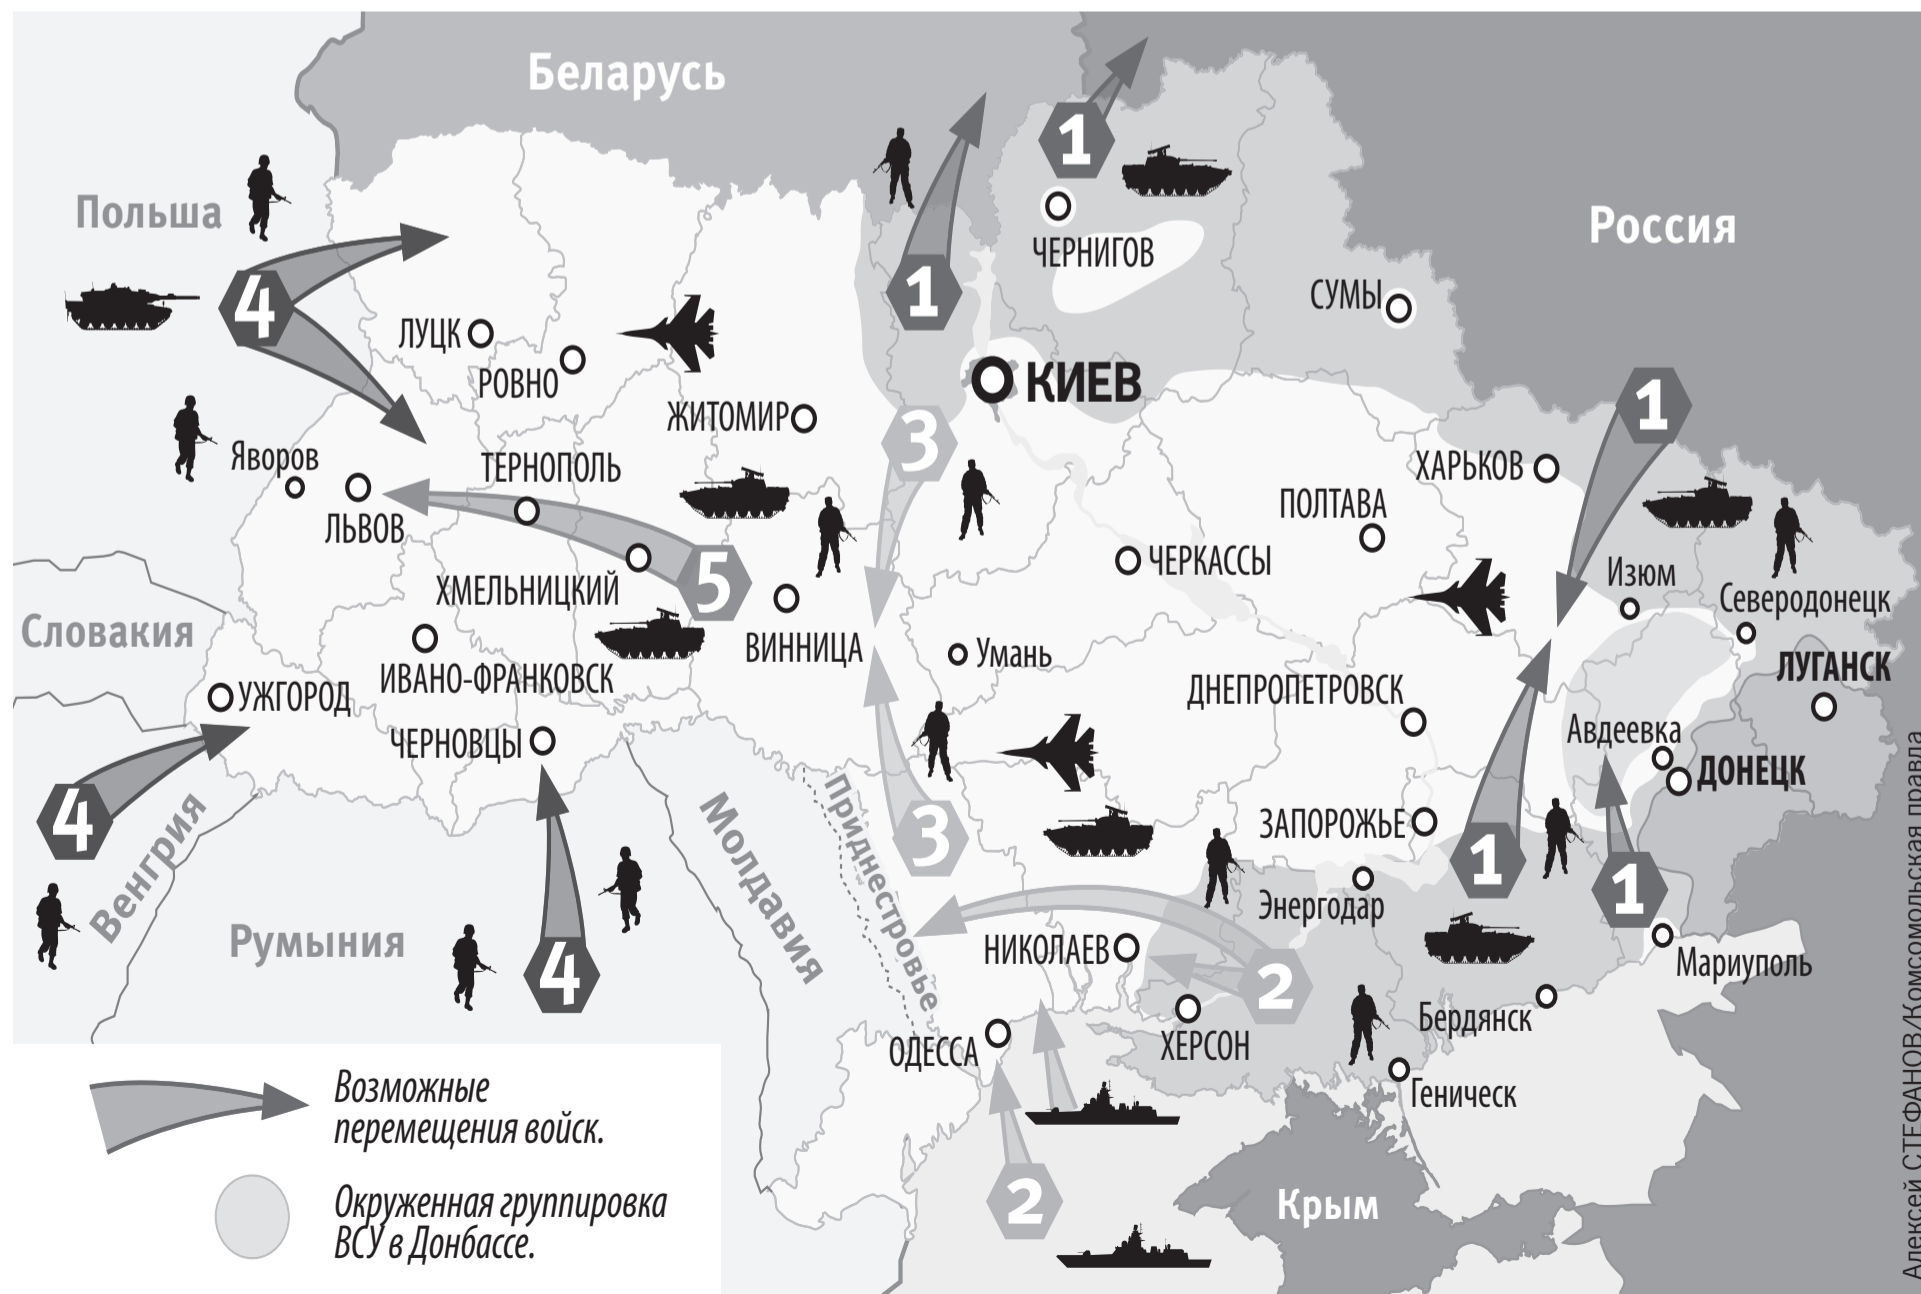 Беларусь
Польша
Россия
1
1
ЧЕРНИГОВ
СУМЫ
4
ЛУЦК
РОВНО
КИЕВ
ЖИТОМИР
3
1
Яворов
ЛЬВОВ
ТЕРНОПОЛЬ
ХАРЬКОВ
ПОЛТАВА
ХМЕЛЬНИЦКИЙ
5
ВИННИЦА
ЧЕРКАССЫ
Изюм
Северодонецк
Словакия
ИВАНО-ФРАНКОВСК
Умань
ЛУГАНСК
УЖГОРОД
ДНЕПРОПЕТРОВСК
ЧЕРНОВЦЫ
Авдеевка
ДОНЕЦК
4
Венгрия
Румыния
4
Молдавия
Приднестровье
3
ЗАПОРОЖЬЕ
1
1
Энергодар
НИКОЛАЕВ
2
Мариуполь
ХЕРСОН
Бердянск
ОДЕССА
Геническ
2
Крым
Возможные
перемещения войск.
Окруженная группировка
ВСУ в Донбассе.
Алексей СТЕФАНОВ/Комсомольская правда